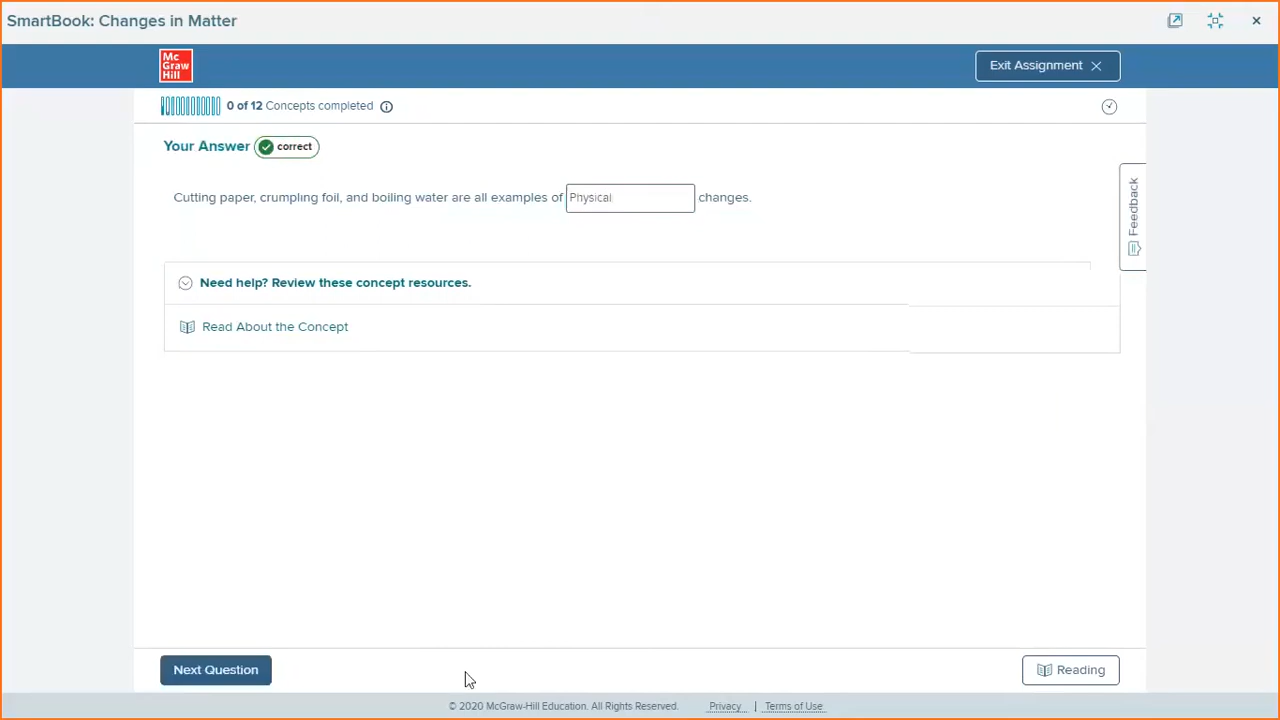 SmartBook: Changes in Matter
Mc
Graw
Hill
Exit Assignment
0 of 12 Concepts completed
Your Answer correct
Cutting paper, crumpling foil, and boiling water are all examples of Physical changes.
Feedback
Need help? Review these concept resources.
Read About the Concept
Next Question
Reading
© 2020 McGraw-Hill Education. All Rights Reserved. Privacy | Terms of Use